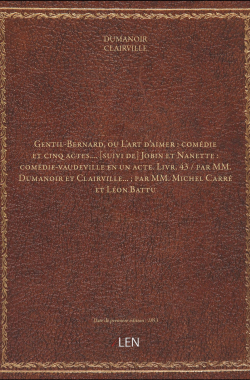 DUMANOIR
CLAIRVILLE
GENTIL-BERNARD, OU L'ART D'AIMER : COMÉDIE
ET CINQ ACTES.... [SUIVI DE] JOBIN ET NANETTE :
COMÉDIE-VAUDEVILLE EN UN ACTE. LIVR. 43 / PAR MM.
DUMANOIR ET CLAIRVILLE... ; PAR MM. MICHEL CARRÉ
ET LÉON BATTU
LEN